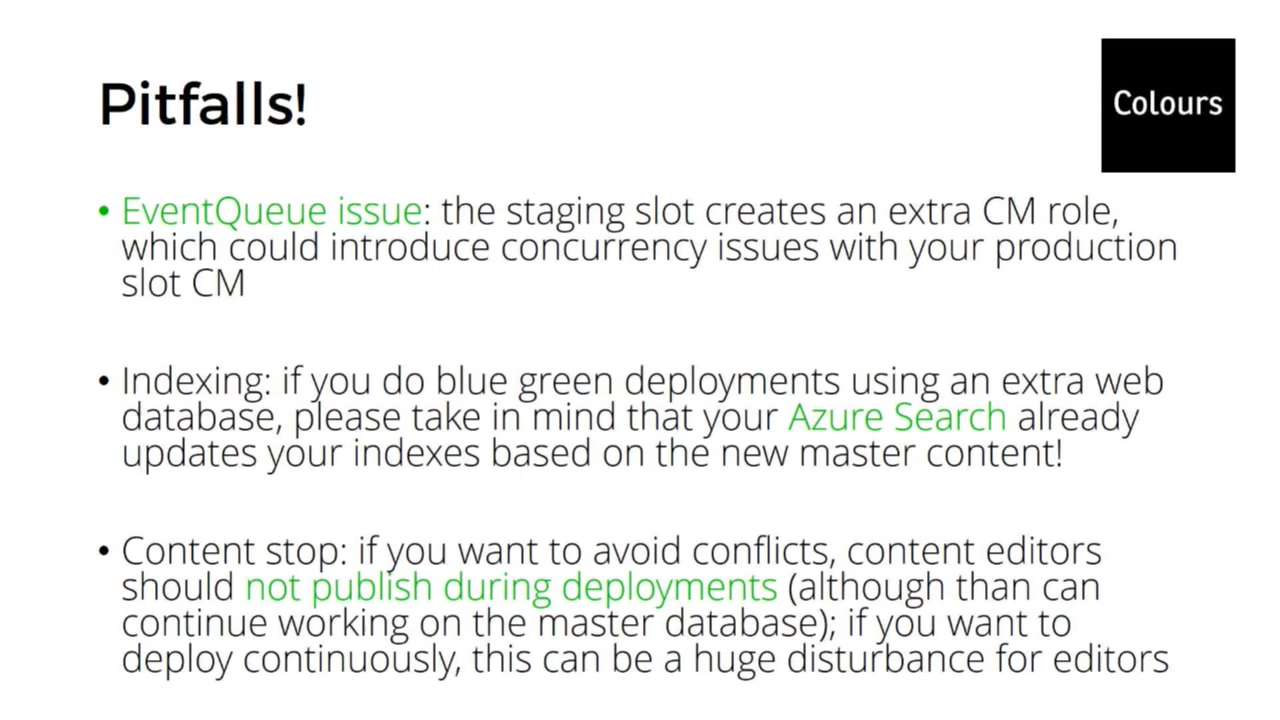 Pitfalls!
Colours
• EventQueue issue: the staging slot creates an extra CM role,
which could introduce concurrency issues with your production
slot CM
• Indexing: if you do blue green deployments using an extra web
database, please take in mind that your Azure Search already
updates your indexes based on the new master content!
• Content stop: if you want to avoid conflicts, content editors
should not publish during deployments (although than can
continue working on the master database); if you want to
deploy continuously, this can be a huge disturbance for editors